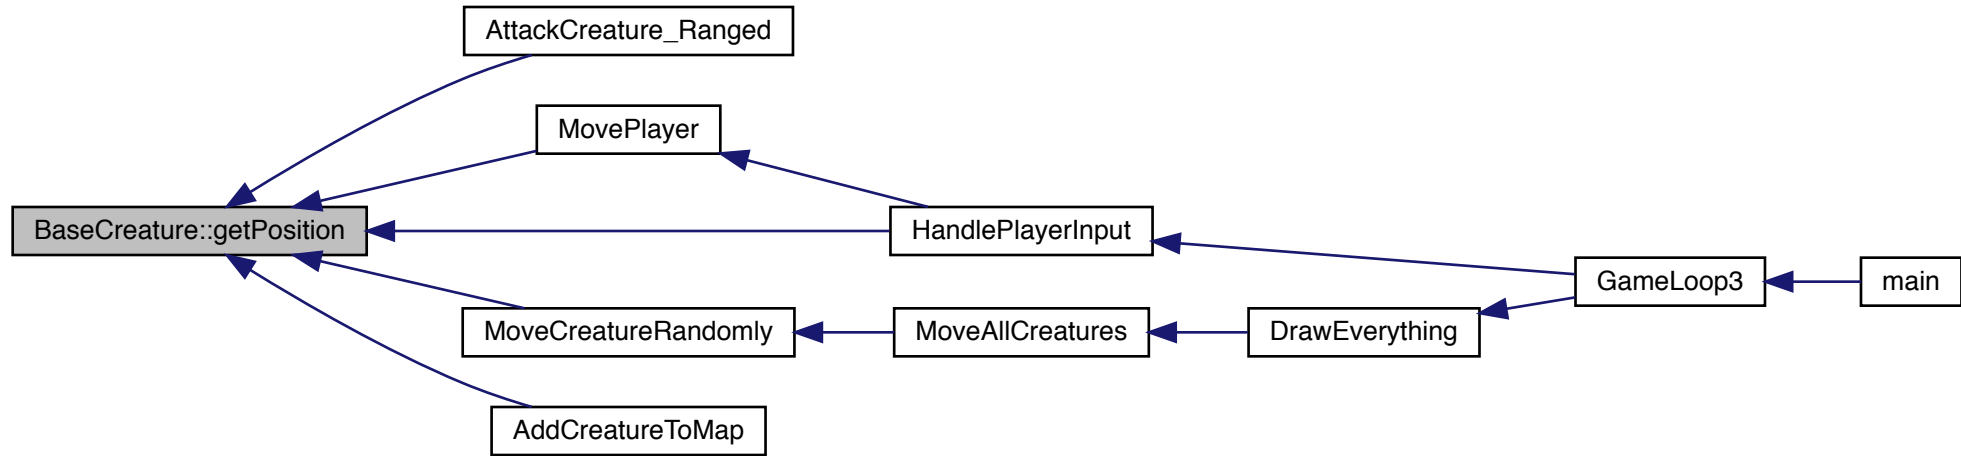 AttackCreature_Ranged
MovePlayer
BaseCreature::getPosition
HandlePlayerInput
GameLoop3
main
MoveCreatureRandomly
MoveAllCreatures
DrawEverything
AddCreatureToMap